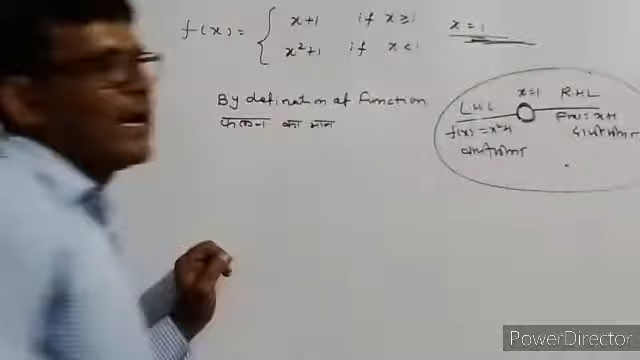 f(x) = { x+1 if x ≥ 1 x = 1
x²+1 if x < 1
By defination of function
फलन का मान
x=1
LHL RHL
f(x) = x²+1 F(x) = x+1
PowerDirector